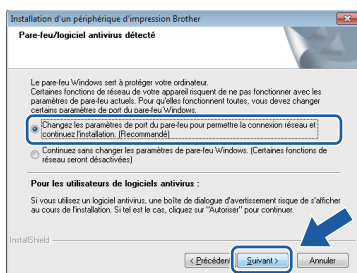 Installation d'un périphérique d'impression Brother
Pare-feu/logiciel antivirus détecté
Le pare-feu Windows sert à protéger votre ordinateur.
Certaines fonctions de réseau de votre appareil risquent de ne pas fonctionner avec les
paramètres de pare-feu actuels. Pour qu'elles fonctionnent toutes, vous devez changer
certains paramètres de port du pare-feu Windows.
Changez les paramètres de port du pare-feu pour permettre la connexion réseau et
continuez l'installation. (Recommandé)
Continuez sans changer les paramètres de pare-feu Windows. (Certaines fonctions de
réseau seront désactivées)
Pour les utilisateurs de logiciels antivirus :
Si vous utilisez un logiciel antivirus, une boîte de dialogue d'avertissement risque de s'afficher
au cours de l'installation. Si tel est le cas, cliquez sur "Autoriser" pour continuer.
InstallShield
< Précédent Suivant > Annuler